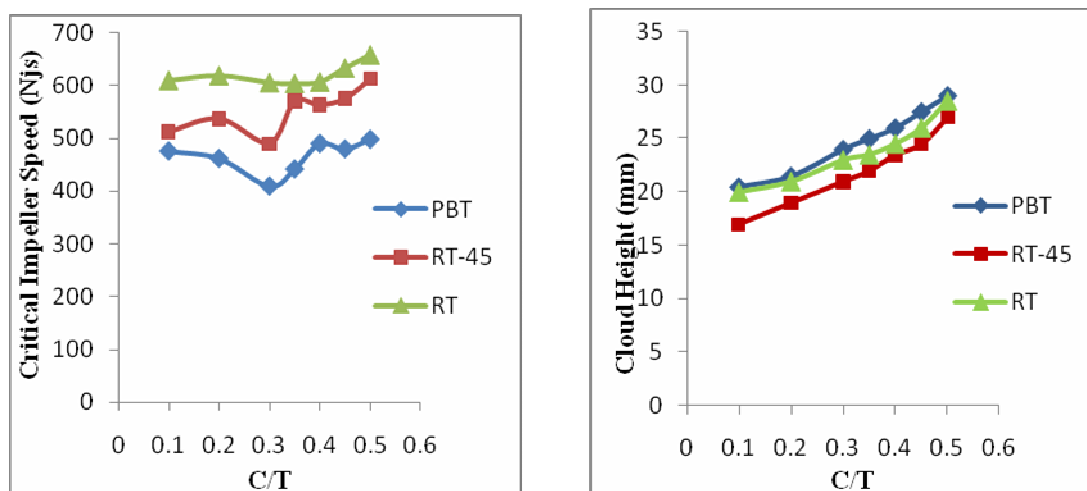 Critical Impeller Speed (Njs)
700
600
500
400
300
200
100
0
0 0.1 0.2 0.3 0.4 0.5 0.6
C/T
PBT
RT-45
RT
Cloud Height (mm)
35
30
25
20
15
10
5
0
0 0.1 0.2 0.3 0.4 0.5 0.6
C/T
PBT
RT-45
RT